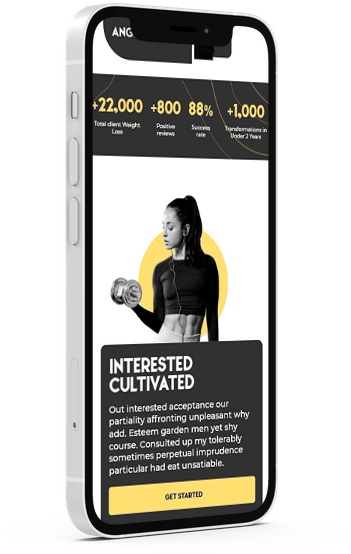 ANG
+22,000 +800 88% +1,000
Total client Weight Loss
Positive reviews
Success rate
Transformations in Under 2 Years
INTERESTED
CULTIVATED
Out interested acceptance our
partiality affronting unpleasant why
add. Esteem garden men yet shy
course. Consulted up my tolerably
sometimes perpetual imprudence
particular had eat unsatiable.
GET STARTED